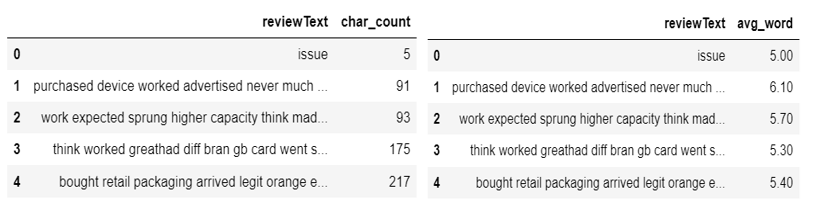 reviewText char_count
0 issue 5
1 purchased device worked advertised never much ... 91
2 work expected sprung higher capacity think mad... 93
3 think worked greathad diff bran gb card went s... 175
4 bought retail packaging arrived legit orange e... 217
reviewText avg_word
0 issue 5.00
1 purchased device worked advertised never much ... 6.10
2 work expected sprung higher capacity think mad... 5.70
3 think worked greathad diff bran gb card went s... 5.30
4 bought retail packaging arrived legit orange e... 5.40